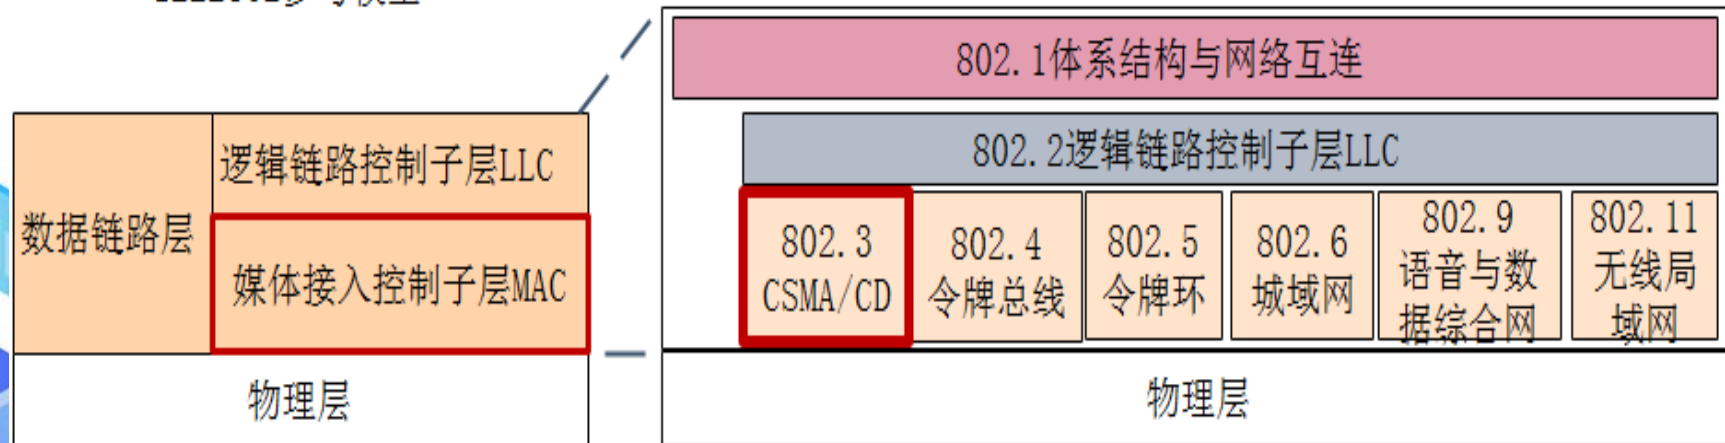 802.1体系结构与网络互连
逻辑链路控制子层LLC
数据链路层
媒体接入控制子层MAC
物理层
802.2逻辑链路控制子层LLC
802.3
CSMA/CD
802.4
令牌总线
802.5
令牌环
802.6
城域网
802.9
语音与数
据综合网
802.11
无线局
域网
物理层